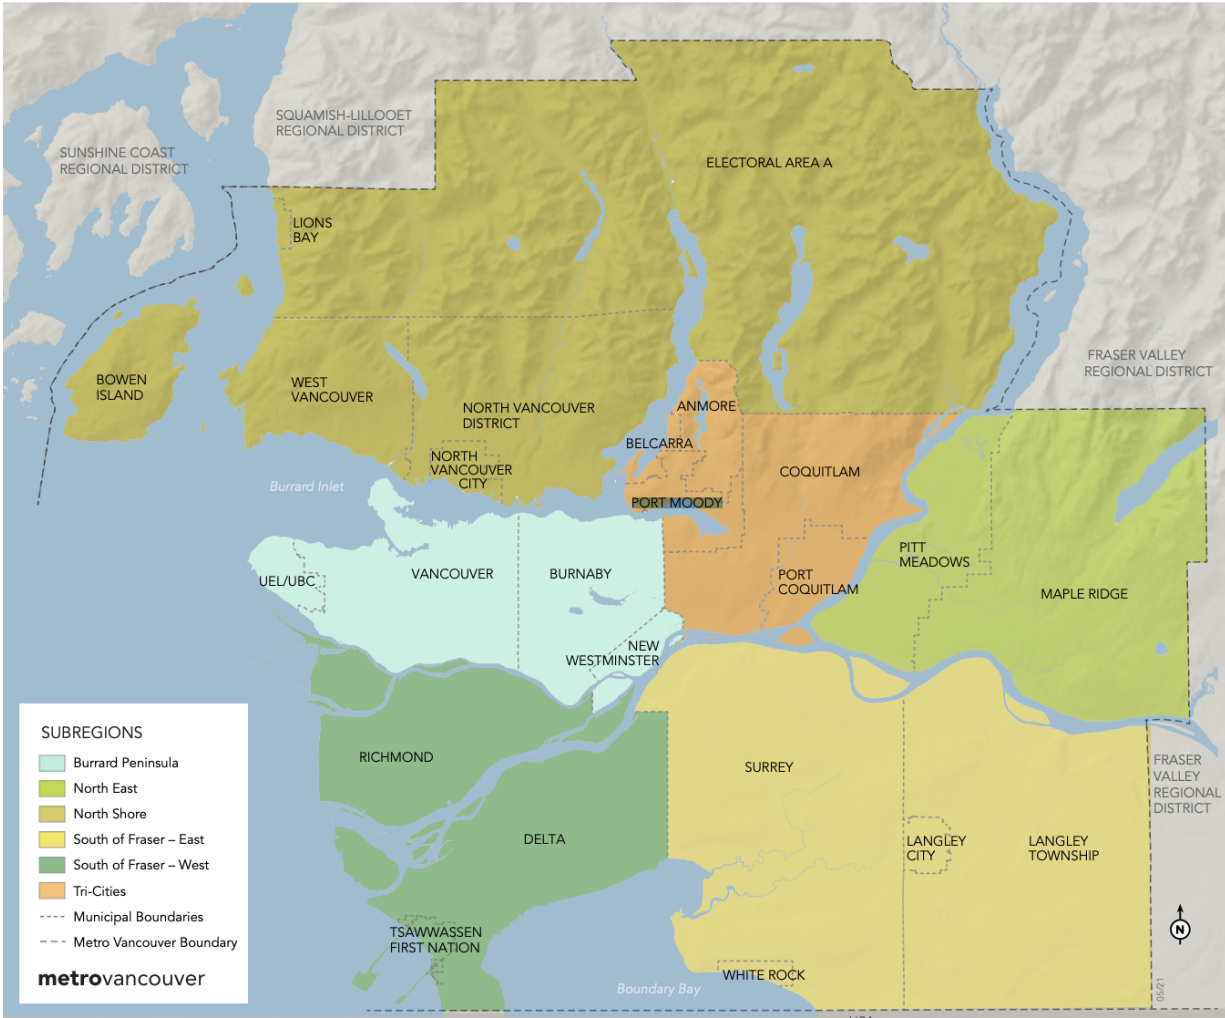 SQUAMISH-LILLOOET
REGIONAL DISTRICT
SUNSHINE COAST
REGIONAL DISTRICT
ELECTORAL AREA A
LIONS
BAY
FRASER VALLEY
REGIONAL DISTRICT
BOWEN
ISLAND
WEST
VANCOUVER
NORTH VANCOUVER
DISTRICT
ANMORE
BELCARRA
NORTH
VANCOUVER
CITY
COQUITLAM
Burrard Inlet
PORT MOODY
PITT
MEADOWS
UEL/UBC
VANCOUVER
BURNABY
PORT
COQUITLAM
MAPLE RIDGE
NEW
WESTMINSTER
SUBREGIONS
Burrard Peninsula
North East
North Shore
South of Fraser – East
South of Fraser – West
Tri-Cities
Municipal Boundaries
Metro Vancouver Boundary
metrovancouver
RICHMOND
SURREY
FRASER
VALLEY
REGIONAL
DISTRICT
DELTA
LANGLEY
CITY
LANGLEY
TOWNSHIP
TSAWWASSEN
FIRST NATION
N
WHITE ROCK
Boundary Bay
05/21